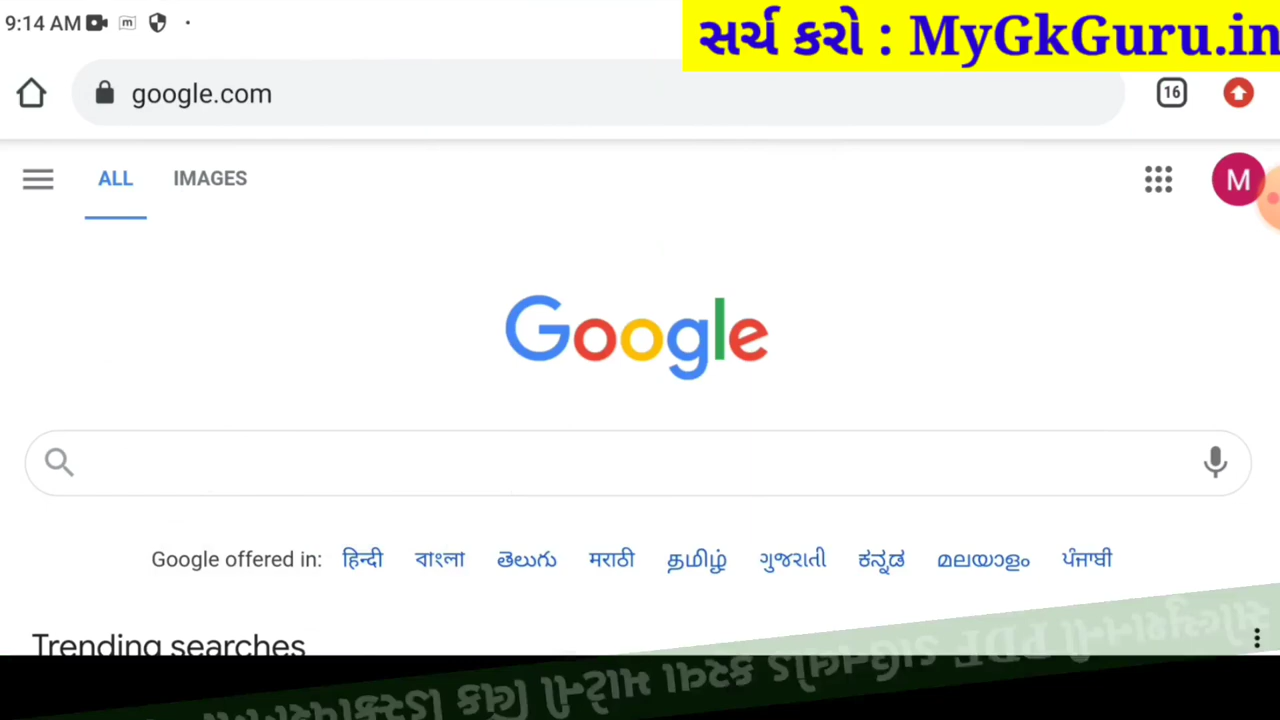 9:14 AM
સર્ચ કરો : MyGkGuru.in
google.com
16
ALL IMAGES
M
Google
Google offered in: हिन्दी বাংলা తెలుగు मराठी தமிழ் ગુજરાતી ಕನ್ನಡ മലയാളം ਪੰਜਾਬੀ
Trending searches